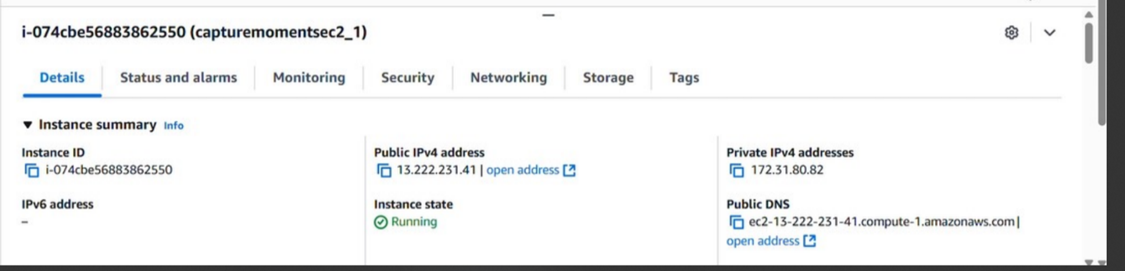 i-074cbe56883862550 (capturemomentsec2_1)
Details
Status and alarms
Monitoring
Security
Networking
Storage
Tags
▼ Instance summary Info
Instance ID
i-074cbe56883862550
Public IPv4 address
13.222.231.41 | open address
Private IPv4 addresses
172.31.80.82
IPv6 address
–
Instance state
Running
Public DNS
ec2-13-222-231-41.compute-1.amazonaws.com |
open address